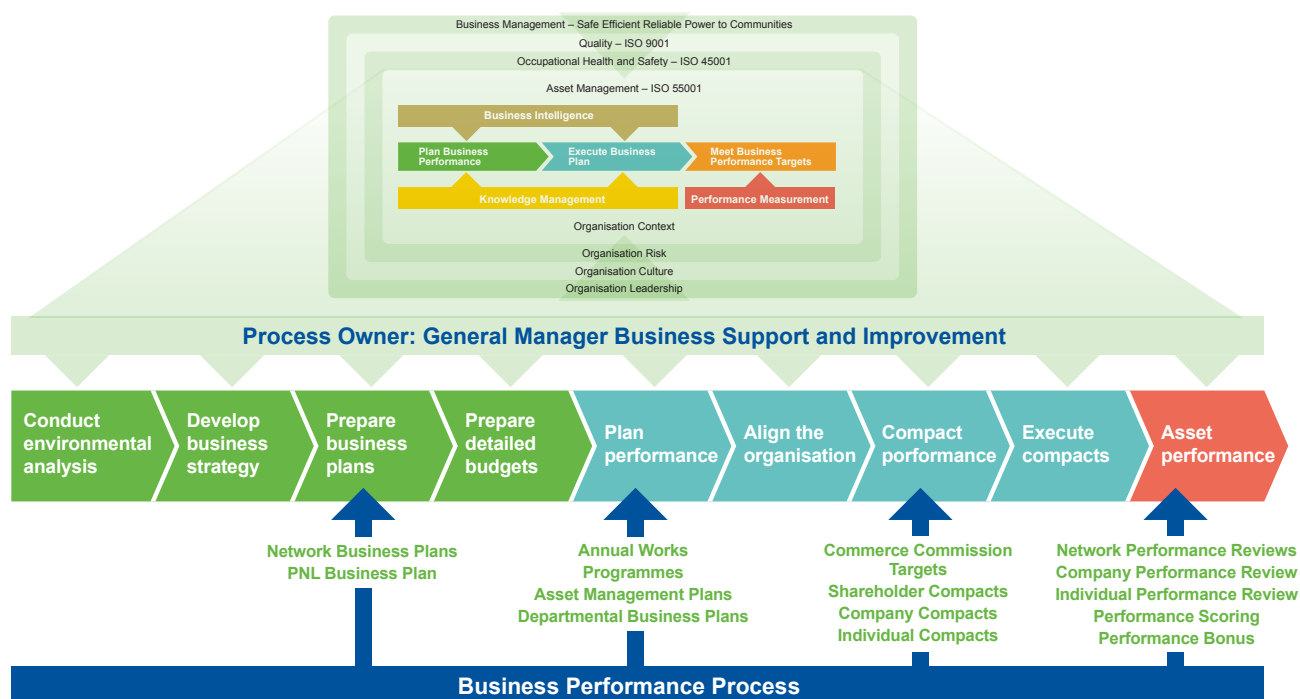 Business Management – Safe Efficient Reliable Power to Communities
Quality – ISO 9001
Occupational Health and Safety – ISO 45001
Asset Management – ISO 55001
Business Intelligence
Plan Business
Performance
Execute Business
Plan
Meet Business
Performance Targets
Knowledge Management
Performance Measurement
Organisation Context
Organisation Risk
Organisation Culture
Organisation Leadership
Process Owner: General Manager Business Support and Improvement
Conduct
environmental
analysis
Develop
business
strategy
Prepare
business
plans
Prepare
detailed
budgets
Plan
performance
Align the
organisation
Compact
porformance
Execute
compacts
Asset
performance
Network Business Plans
PNL Business Plan
Annual Works
Programmes
Asset Management Plans
Departmental Business Plans
Commerce Commission
Targets
Shareholder Compacts
Company Compacts
Individual Compacts
Network Performance Reviews
Company Performance Review
Individual Performance Review
Performance Scoring
Performance Bonus
Business Performance Process